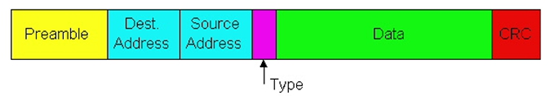 Preamble
Dest.
Address
Source
Address
Data
CRC
Type